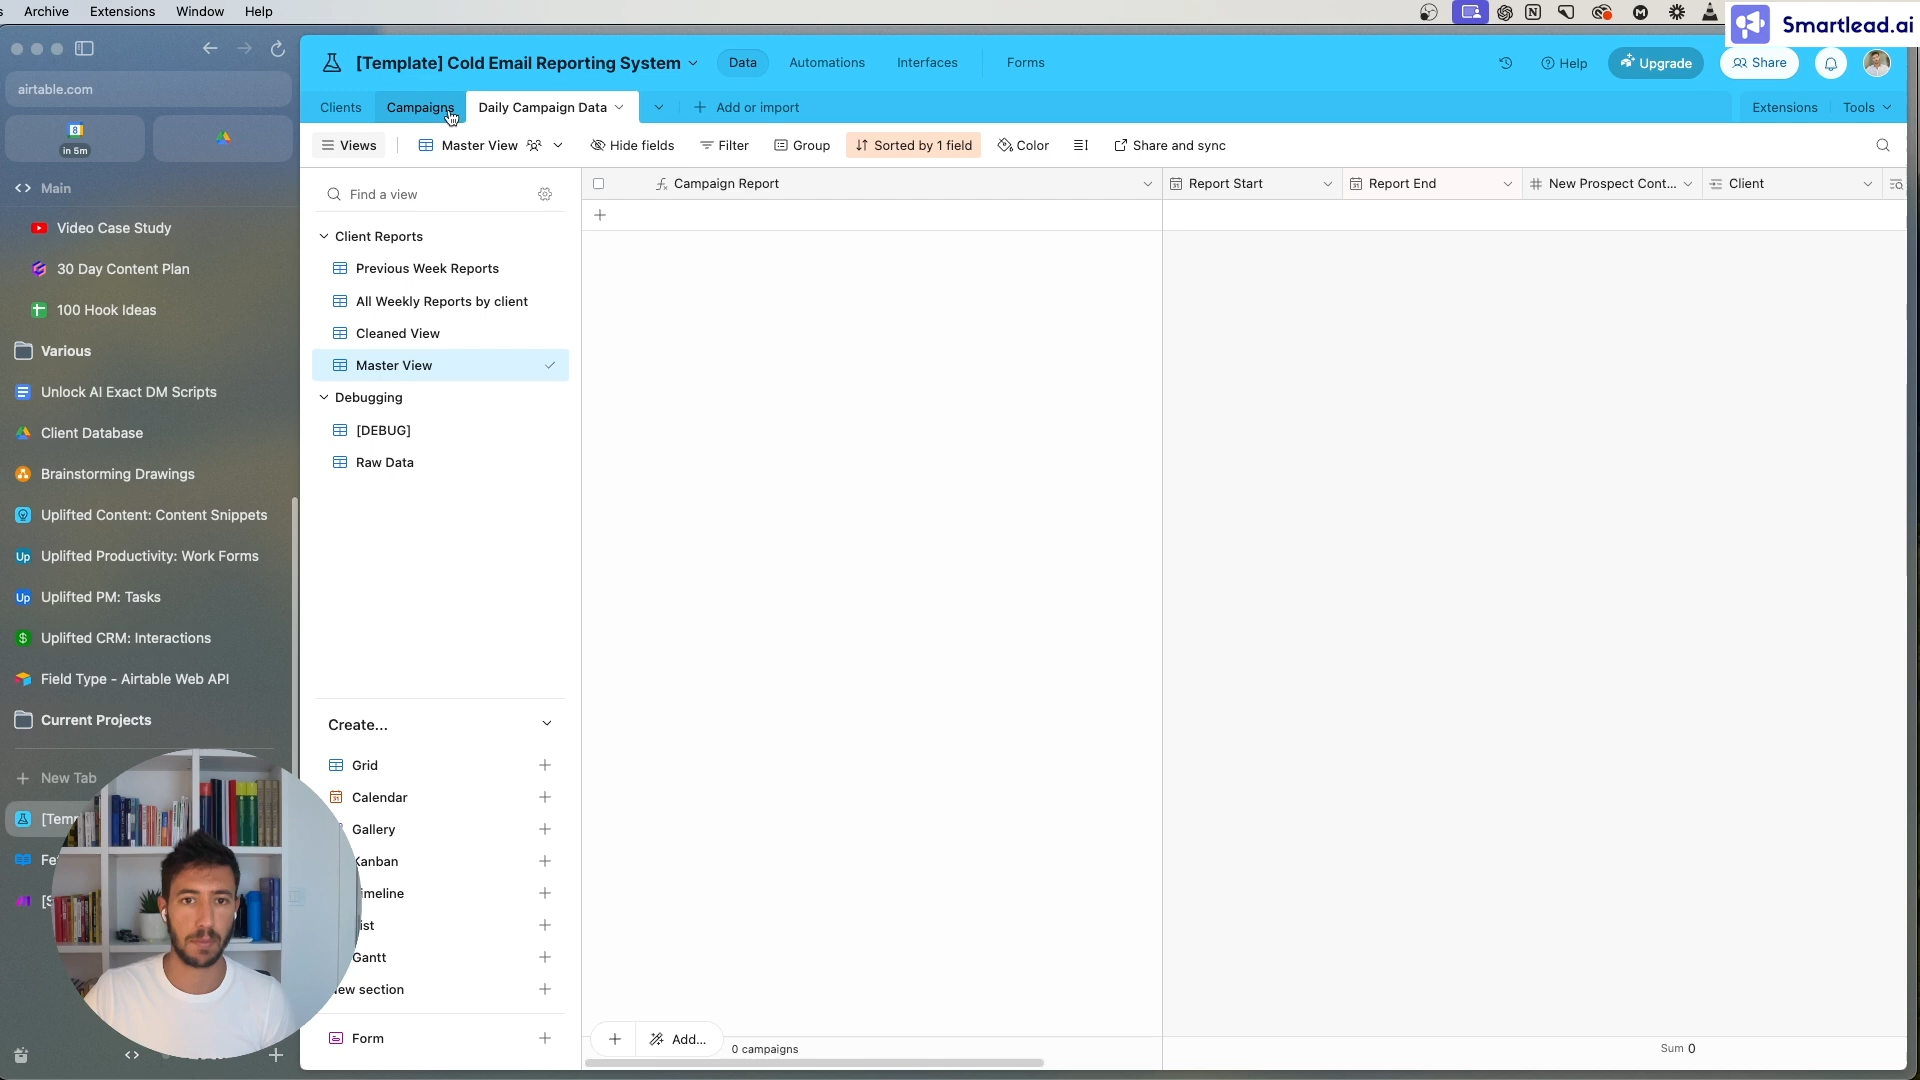 Archive Extensions Window Help
Smartlead.ai
airtable.com
8
in 5m
Main
Video Case Study
30 Day Content Plan
100 Hook Ideas
Various
Unlock AI Exact DM Scripts
Client Database
Brainstorming Drawings
Uplifted Content: Content Snippets
Up Uplifted Productivity: Work Forms
Up Uplifted PM: Tasks
$ Uplifted CRM: Interactions
Field Type - Airtable Web API
Current Projects
New Tab
[Template] Cold Email Reporting System
Data Automations Interfaces Forms
Help Upgrade Share
Clients Campaigns Daily Campaign Data Add or import
Extensions Tools
Views Master View Hide fields Filter Group Sorted by 1 field Color Share and sync
Find a view
Client Reports
Previous Week Reports
All Weekly Reports by client
Cleaned View
Master View
Debugging
[DEBUG]
Raw Data
Create...
Grid
Calendar
Gallery
Kanban
Gantt
Form
Campaign Report Report Start Report End New Prospect Cont... Client
Add...
0 campaigns
Sum 0